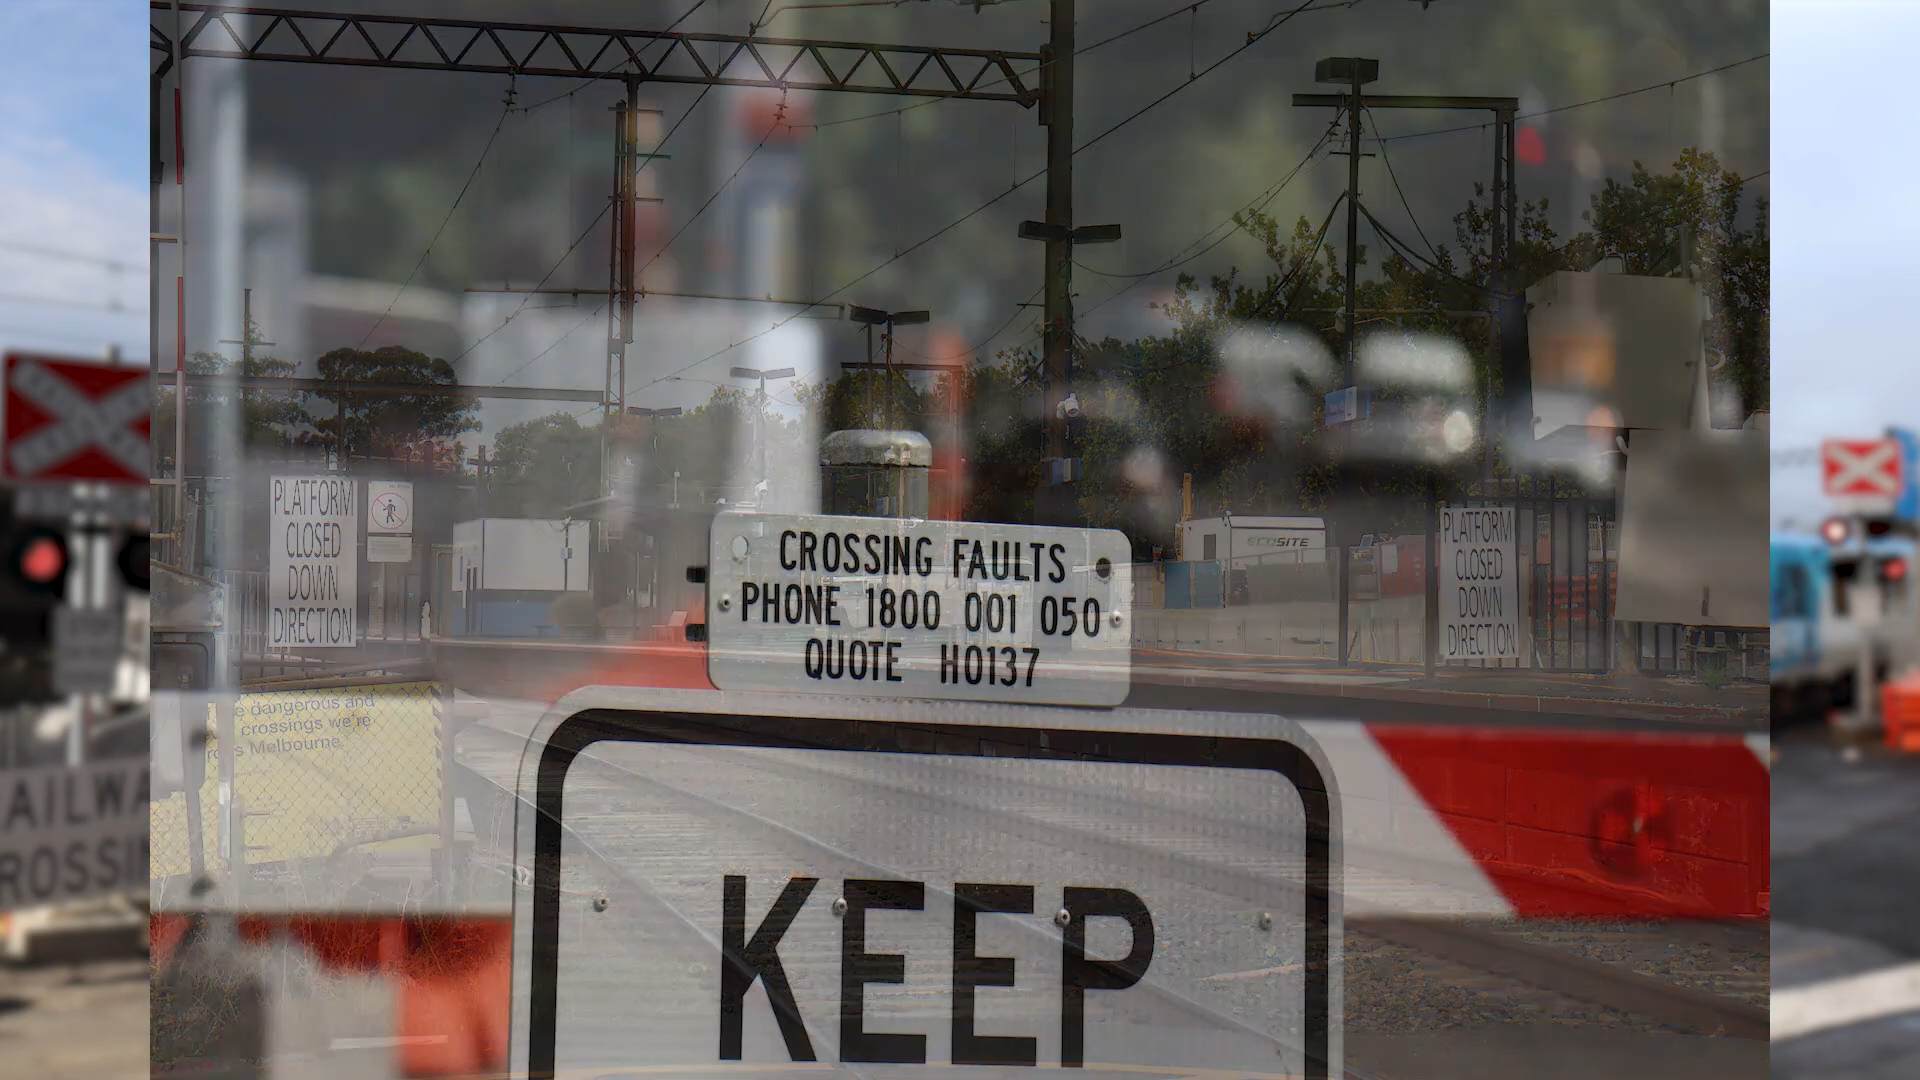 PLATFORM
CLOSED
DOWN
DIRECTION
CROSSING FAULTS
PHONE 1800 001 050
QUOTE H0137
ECOSITE
PLATFORM
CLOSED
DOWN
DIRECTION
dangerous and
crossings we're
Melbourne
KEEP